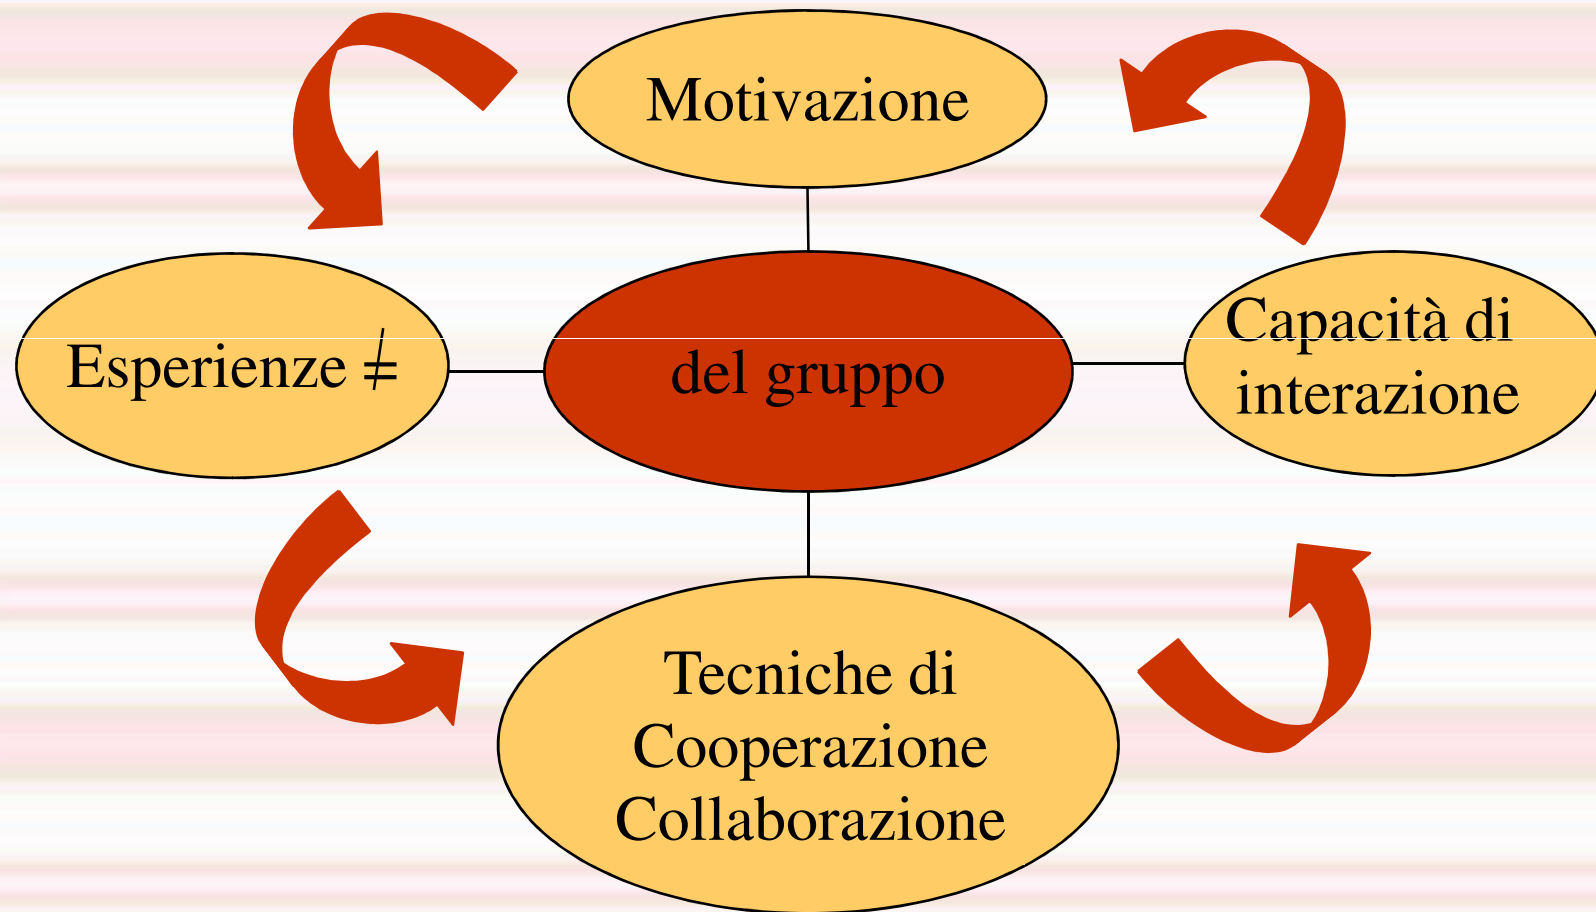 Motivazione
Esperienze ≠
del gruppo
Capacità di
interazione
Tecniche di
Cooperazione
Collaborazione